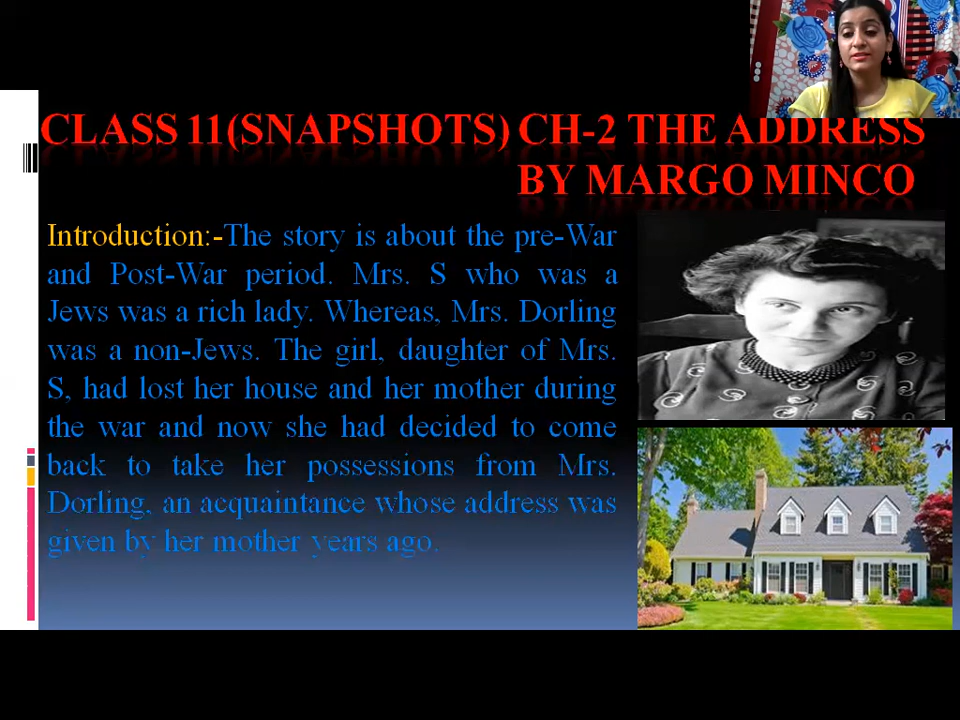 CLASS 11(SNAPSHOTS) CH-2 THE ADDRESS
BY MARGO MINCO
Introduction:-The story is about the pre-War
and Post-War period. Mrs. S who was a
Jews was a rich lady. Whereas, Mrs. Dorling
was a non-Jews. The girl, daughter of Mrs.
S, had lost her house and her mother during
the war and now she had decided to come
back to take her possessions from Mrs.
Dorling, an acquaintance whose address was
given by her mother years ago.